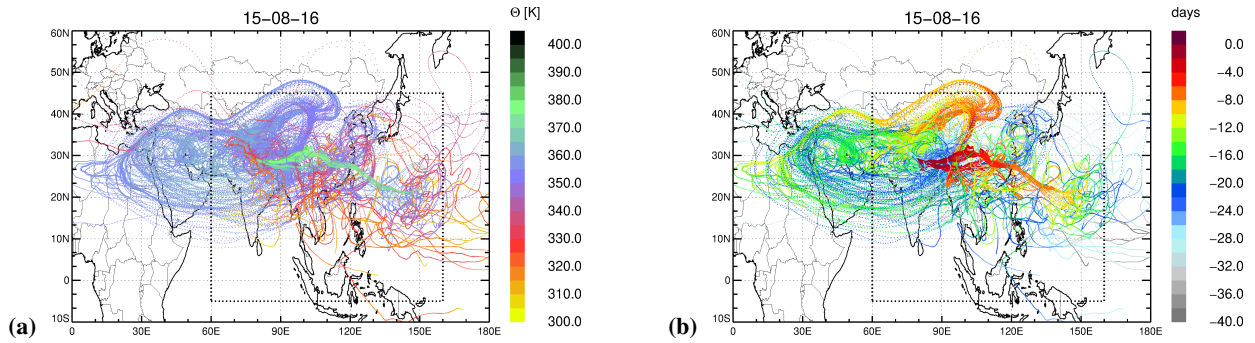 15−08−16
Θ [K]
60N
50N
40N
30N
20N
10N
0
10S
0
30E
60E
90E
120E
150E
180E
400.0
390.0
380.0
370.0
360.0
350.0
340.0
330.0
320.0
310.0
300.0
(a)
15−08−16
days
60N
50N
40N
30N
20N
10N
0
10S
0
30E
60E
90E
120E
150E
180E
0.0
−4.0
−8.0
−12.0
−16.0
−20.0
−24.0
−28.0
−32.0
−36.0
−40.0
(b)